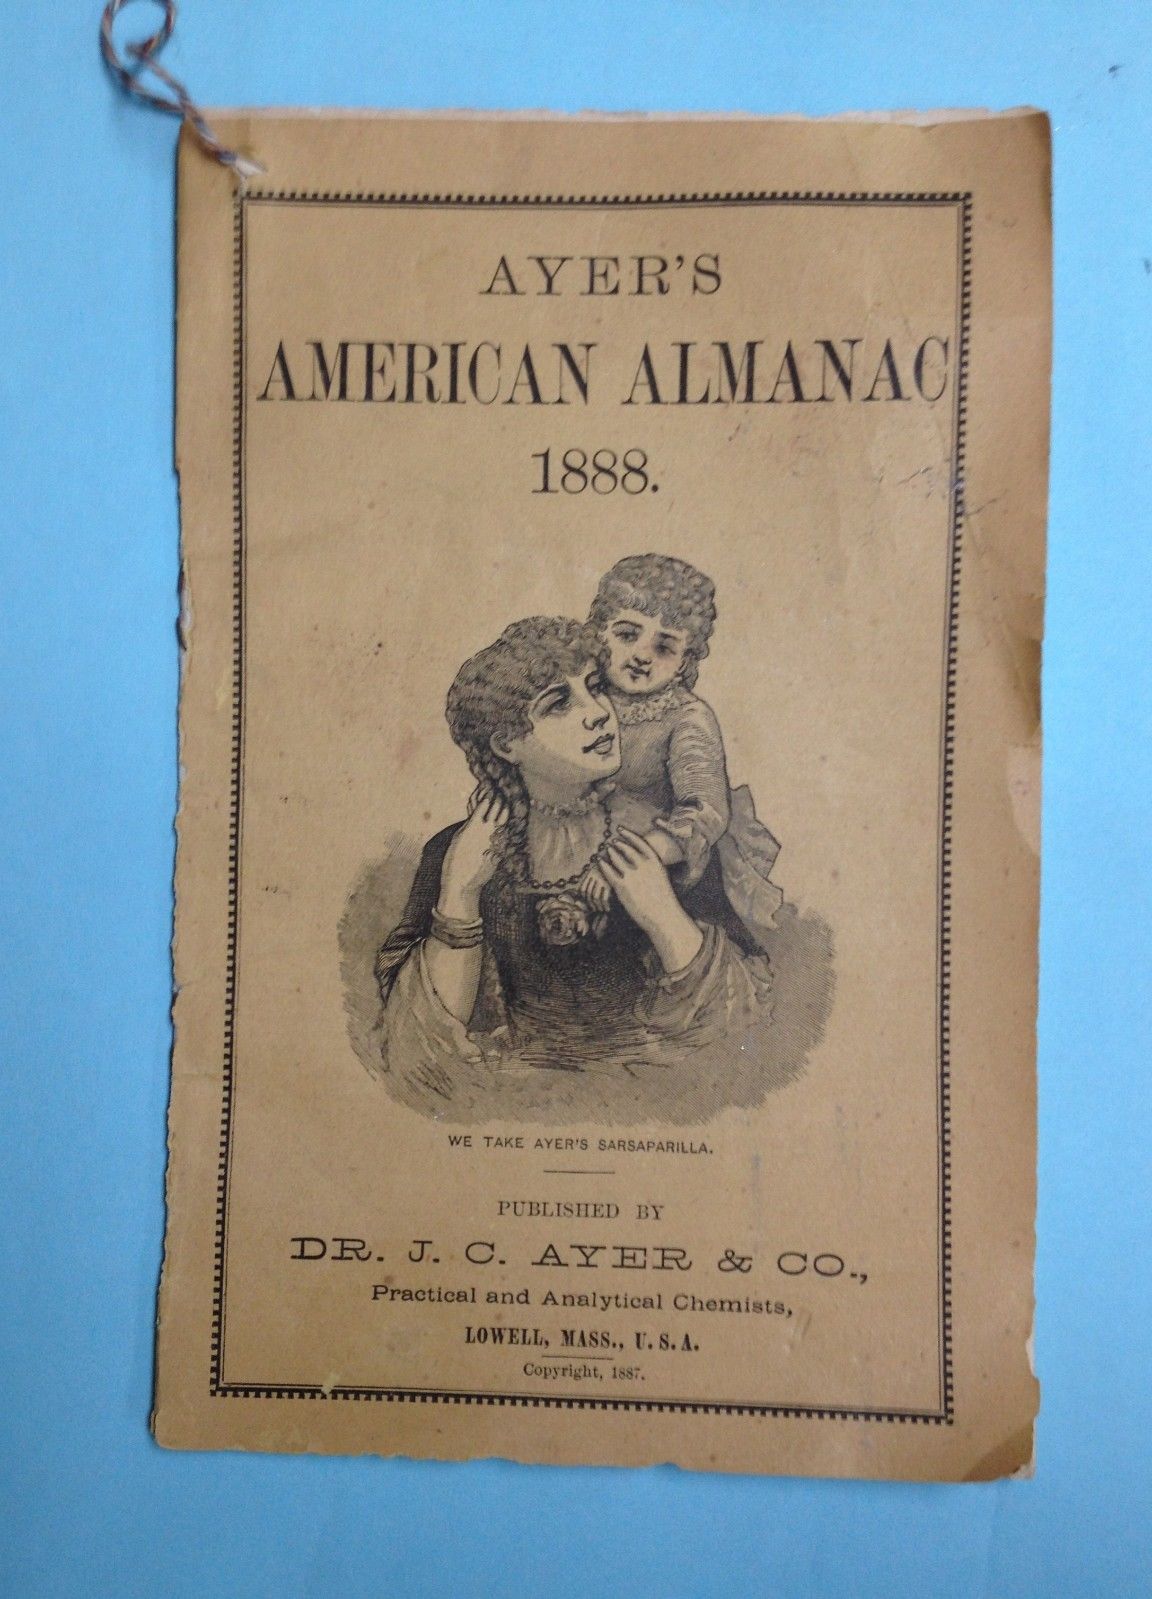 AYER'S
AMERICAN ALMANAC
1888.
WE TAKE AYER'S SARSAPARILLA.
PUBLISHED BY
DR. J. C. AYER & CO.,
Practical and Analytical Chemists,
LOWELL, MASS., U. S. A.
Copyright, 1887.